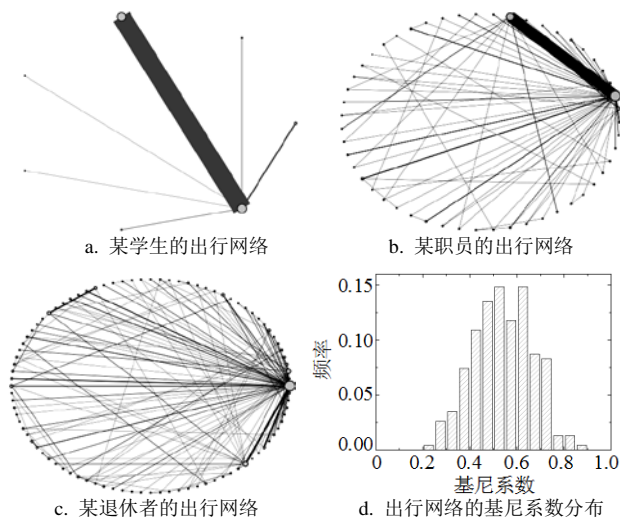 a. 某学生的出行网络
b. 某职员的出行网络
c. 某退休者的出行网络
频率
0.15
0.10
0.05
0.00
0 0.2 0.4 0.6 0.8 1.0
基尼系数
d. 出行网络的基尼系数分布